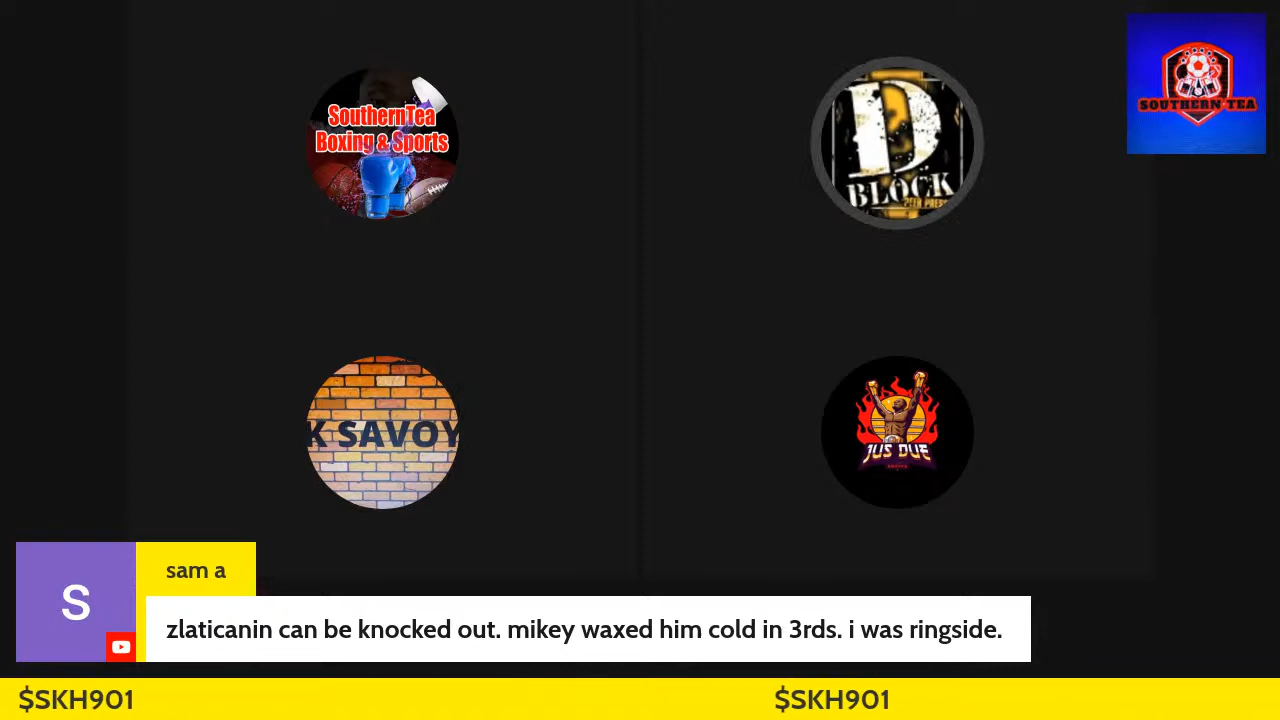 SouthernTea
Boxing & Sports
D
BLOCK
SOUTHERN TEA
K SAVOY
JUS DUE
S
sam a
zlaticanin can be knocked out. mikey waxed him cold in 3rds. i was ringside.
$SKH901
$SKH901